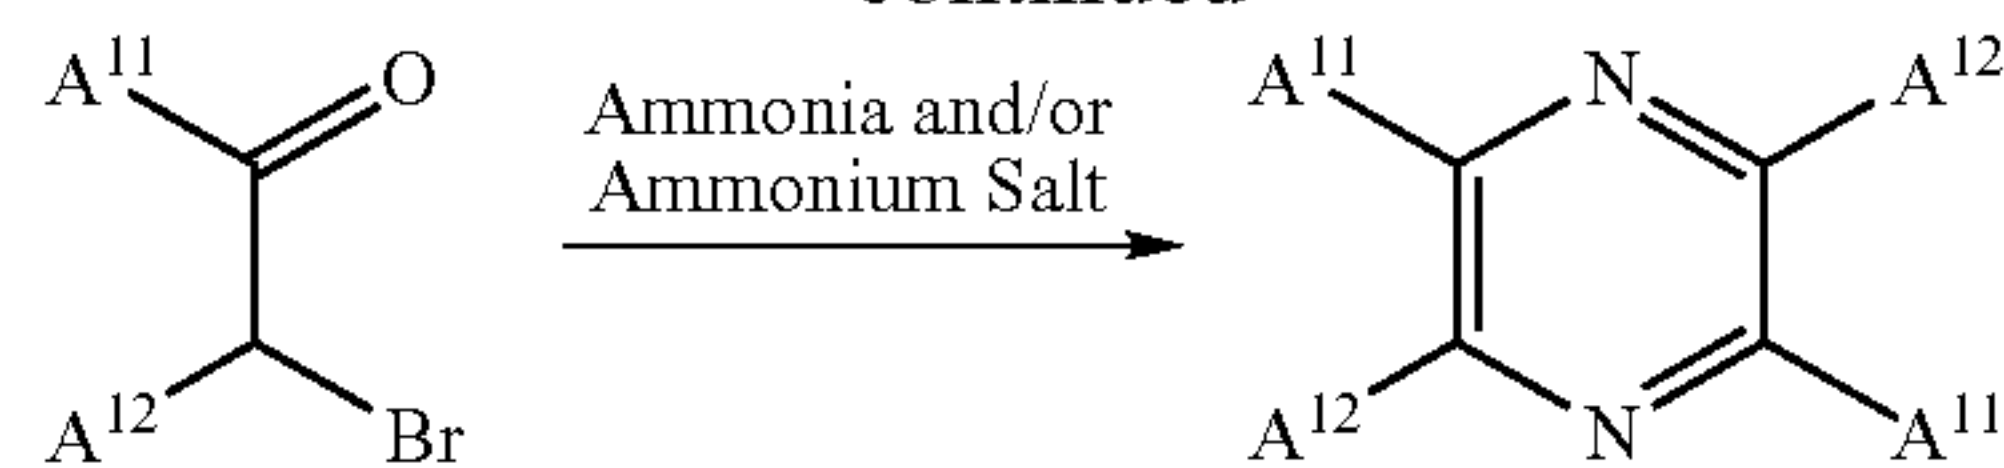 A¹¹ O
Ammonia and/or
Ammonium Salt
A¹² Br
A¹¹ N A¹²
A¹² N A¹¹